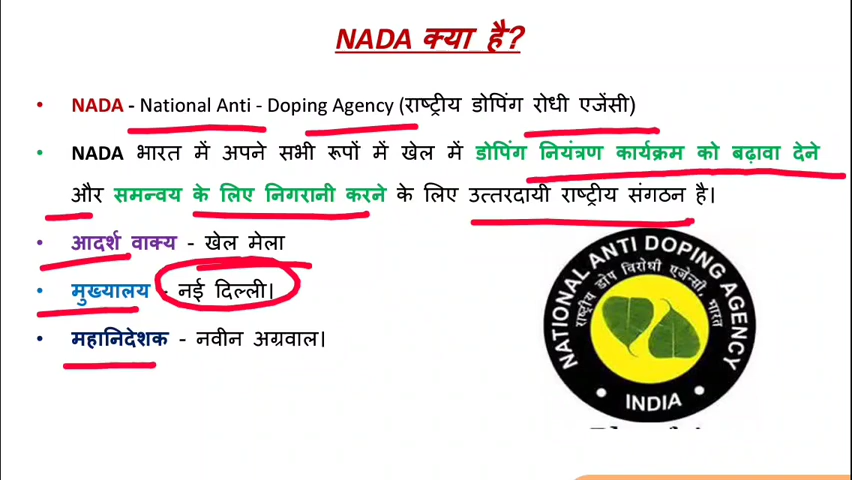 NADA क्या है?
• NADA - National Anti - Doping Agency (राष्ट्रीय डोपिंग रोधी एजेंसी)
• NADA भारत में अपने सभी रूपों में खेल में डोपिंग नियंत्रण कार्यक्रम को बढ़ावा देने
और समन्वय के लिए निगरानी करने के लिए उत्तरदायी राष्ट्रीय संगठन है।
• आदर्श वाक्य - खेल मेला
• मुख्यालय - नई दिल्ली।
• महानिदेशक - नवीन अग्रवाल।
NATIONAL ANTI DOPING AGENCY
राष्ट्रीय डोप विरोधी एजेन्सी, भारत
• INDIA •